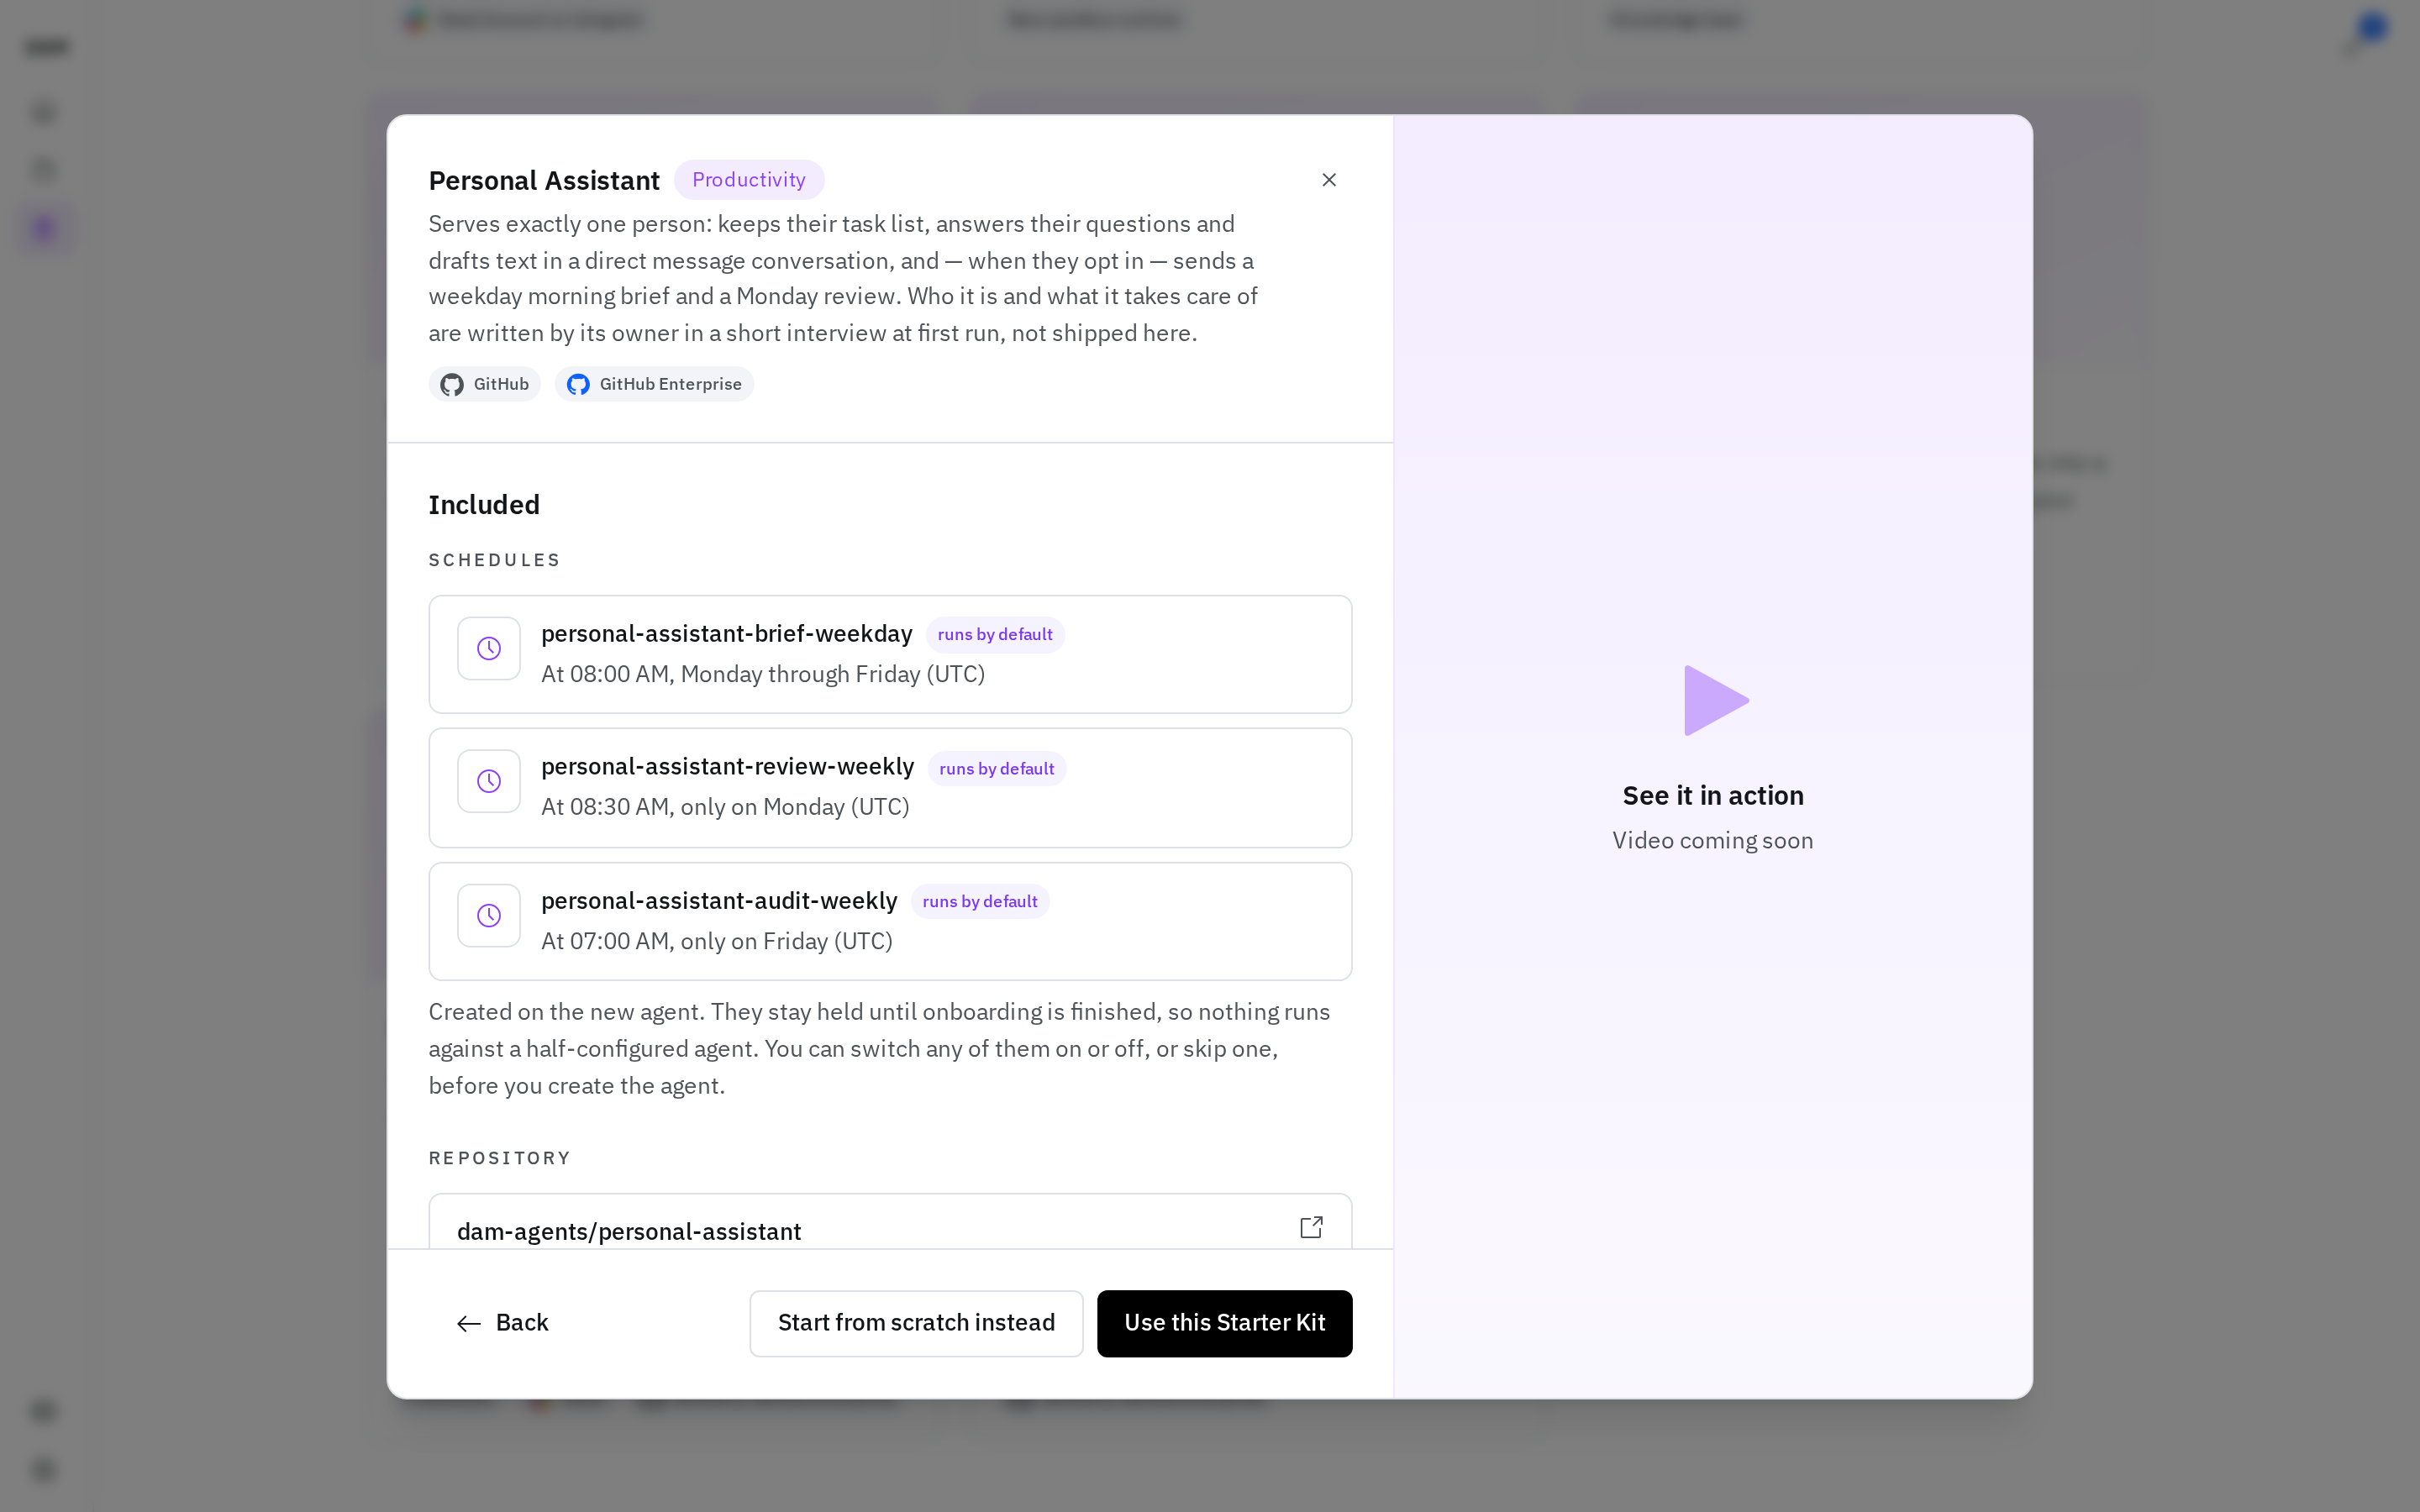 Personal Assistant
Productivity
Serves exactly one person: keeps their task list, answers their questions and
drafts text in a direct message conversation, and — when they opt in — sends a
weekday morning brief and a Monday review. Who it is and what it takes care of
are written by its owner in a short interview at first run, not shipped here.
GitHub
GitHub Enterprise
Included
SCHEDULES
personal-assistant-brief-weekday
runs by default
At 08:00 AM, Monday through Friday (UTC)
personal-assistant-review-weekly
runs by default
At 08:30 AM, only on Monday (UTC)
personal-assistant-audit-weekly
runs by default
At 07:00 AM, only on Friday (UTC)
Created on the new agent. They stay held until onboarding is finished, so nothing runs
against a half-configured agent. You can switch any of them on or off, or skip one,
before you create the agent.
REPOSITORY
dam-agents/personal-assistant
Back
Start from scratch instead
Use this Starter Kit
See it in action
Video coming soon